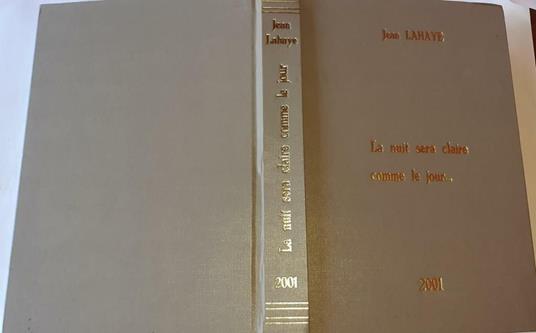 Jean
Lahaye
La nuit sera claire comme le jour
2001
Jean LAHAYE
La nuit sera claire
comme le jour...
2001